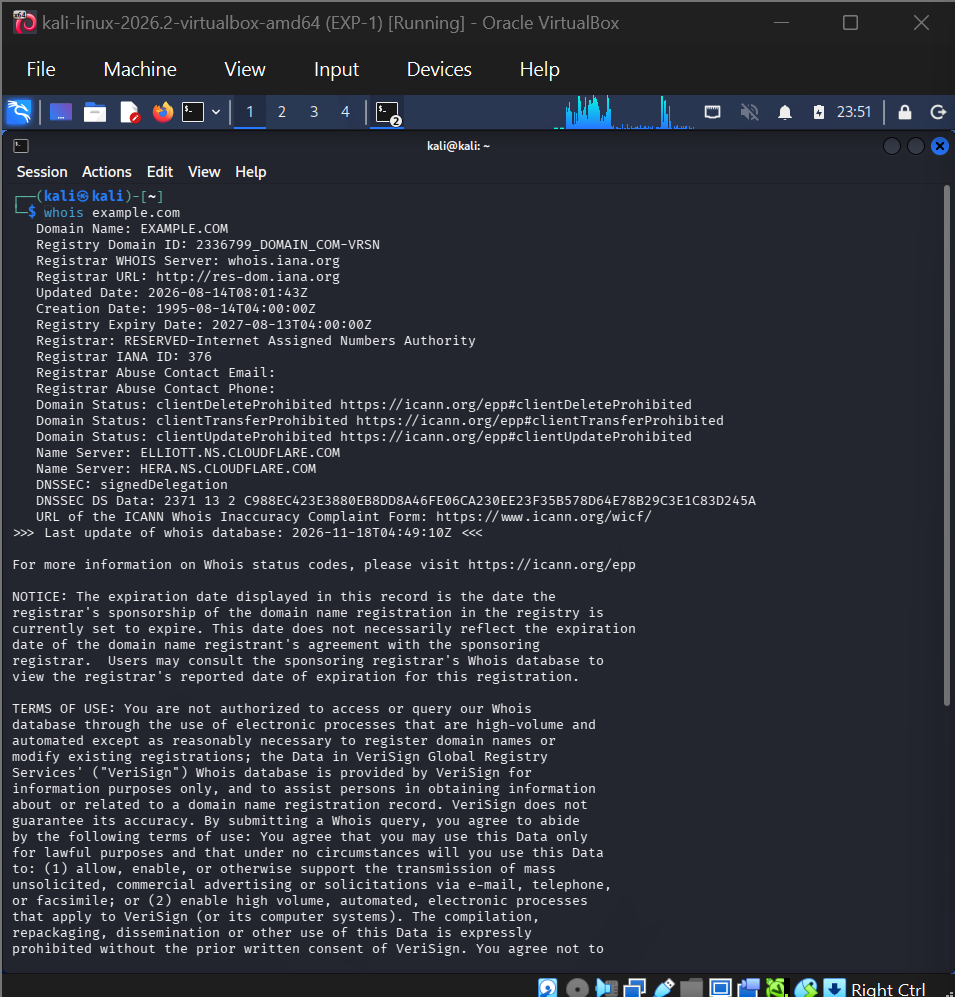 kali-linux-2026.2-virtualbox-amd64 (EXP-1) [Running] - Oracle VirtualBox
File Machine View Input Devices Help
1 2 3 4 2 23:51
kali@kali: ~
Session Actions Edit View Help
┌──(kali㉿kali)-[~]
└─$ whois example.com
   Domain Name: EXAMPLE.COM
   Registry Domain ID: 2336799_DOMAIN_COM-VRSN
   Registrar WHOIS Server: whois.iana.org
   Registrar URL: http://res-dom.iana.org
   Updated Date: 2026-08-14T08:01:43Z
   Creation Date: 1995-08-14T04:00:00Z
   Registry Expiry Date: 2027-08-13T04:00:00Z
   Registrar: RESERVED-Internet Assigned Numbers Authority
   Registrar IANA ID: 376
   Registrar Abuse Contact Email:
   Registrar Abuse Contact Phone:
   Domain Status: clientDeleteProhibited https://icann.org/epp#clientDeleteProhibited
   Domain Status: clientTransferProhibited https://icann.org/epp#clientTransferProhibited
   Domain Status: clientUpdateProhibited https://icann.org/epp#clientUpdateProhibited
   Name Server: ELLIOTT.NS.CLOUDFLARE.COM
   Name Server: HERA.NS.CLOUDFLARE.COM
   DNSSEC: signedDelegation
   DNSSEC DS Data: 2371 13 2 C988EC423E3880EB8DD8A46FE06CA230EE23F35B578D64E78B29C3E1C83D245A
   URL of the ICANN Whois Inaccuracy Complaint Form: https://www.icann.org/wicf/
>>> Last update of whois database: 2026-11-18T04:49:10Z <<<

For more information on Whois status codes, please visit https://icann.org/epp

NOTICE: The expiration date displayed in this record is the date the
registrar's sponsorship of the domain name registration in the registry is
currently set to expire. This date does not necessarily reflect the expiration
date of the domain name registrant's agreement with the sponsoring
registrar.  Users may consult the sponsoring registrar's Whois database to
view the registrar's reported date of expiration for this registration.

TERMS OF USE: You are not authorized to access or query our Whois
database through the use of electronic processes that are high-volume and
automated except as reasonably necessary to register domain names or
modify existing registrations; the Data in VeriSign Global Registry
Services' ("VeriSign") Whois database is provided by VeriSign for
information purposes only, and to assist persons in obtaining information
about or related to a domain name registration record. VeriSign does not
guarantee its accuracy. By submitting a Whois query, you agree to abide
by the following terms of use: You agree that you may use this Data only
for lawful purposes and that under no circumstances will you use this Data
to: (1) allow, enable, or otherwise support the transmission of mass
unsolicited, commercial advertising or solicitations via e-mail, telephone,
or facsimile; or (2) enable high volume, automated, electronic processes
that apply to VeriSign (or its computer systems). The compilation,
repackaging, dissemination or other use of this Data is expressly
prohibited without the prior written consent of VeriSign. You agree not to
Right Ctrl